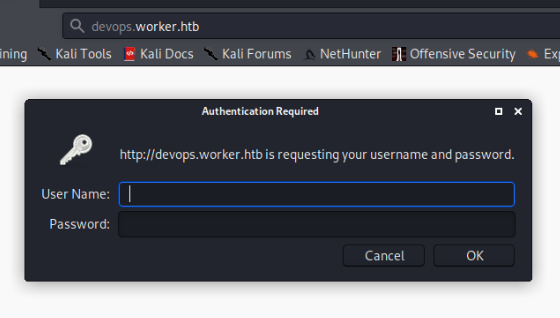 devops.worker.htb
ining Kali Tools Kali Docs Kali Forums NetHunter Offensive Security Exp
Authentication Required
http://devops.worker.htb is requesting your username and password.
User Name:
Password:
Cancel OK